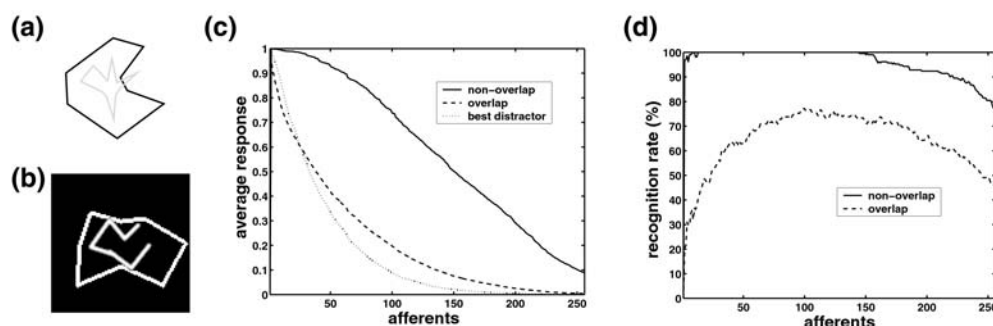 (a)
(b)
(c)
average response
1
0.9
0.8
0.7
0.6
0.5
0.4
0.3
0.2
0.1
0
50
100
150
200
250
afferents
non-overlap
overlap
best distractor
(d)
recognition rate (%)
100
90
80
70
60
50
40
30
20
10
0
50
100
150
200
250
afferents
non-overlap
overlap